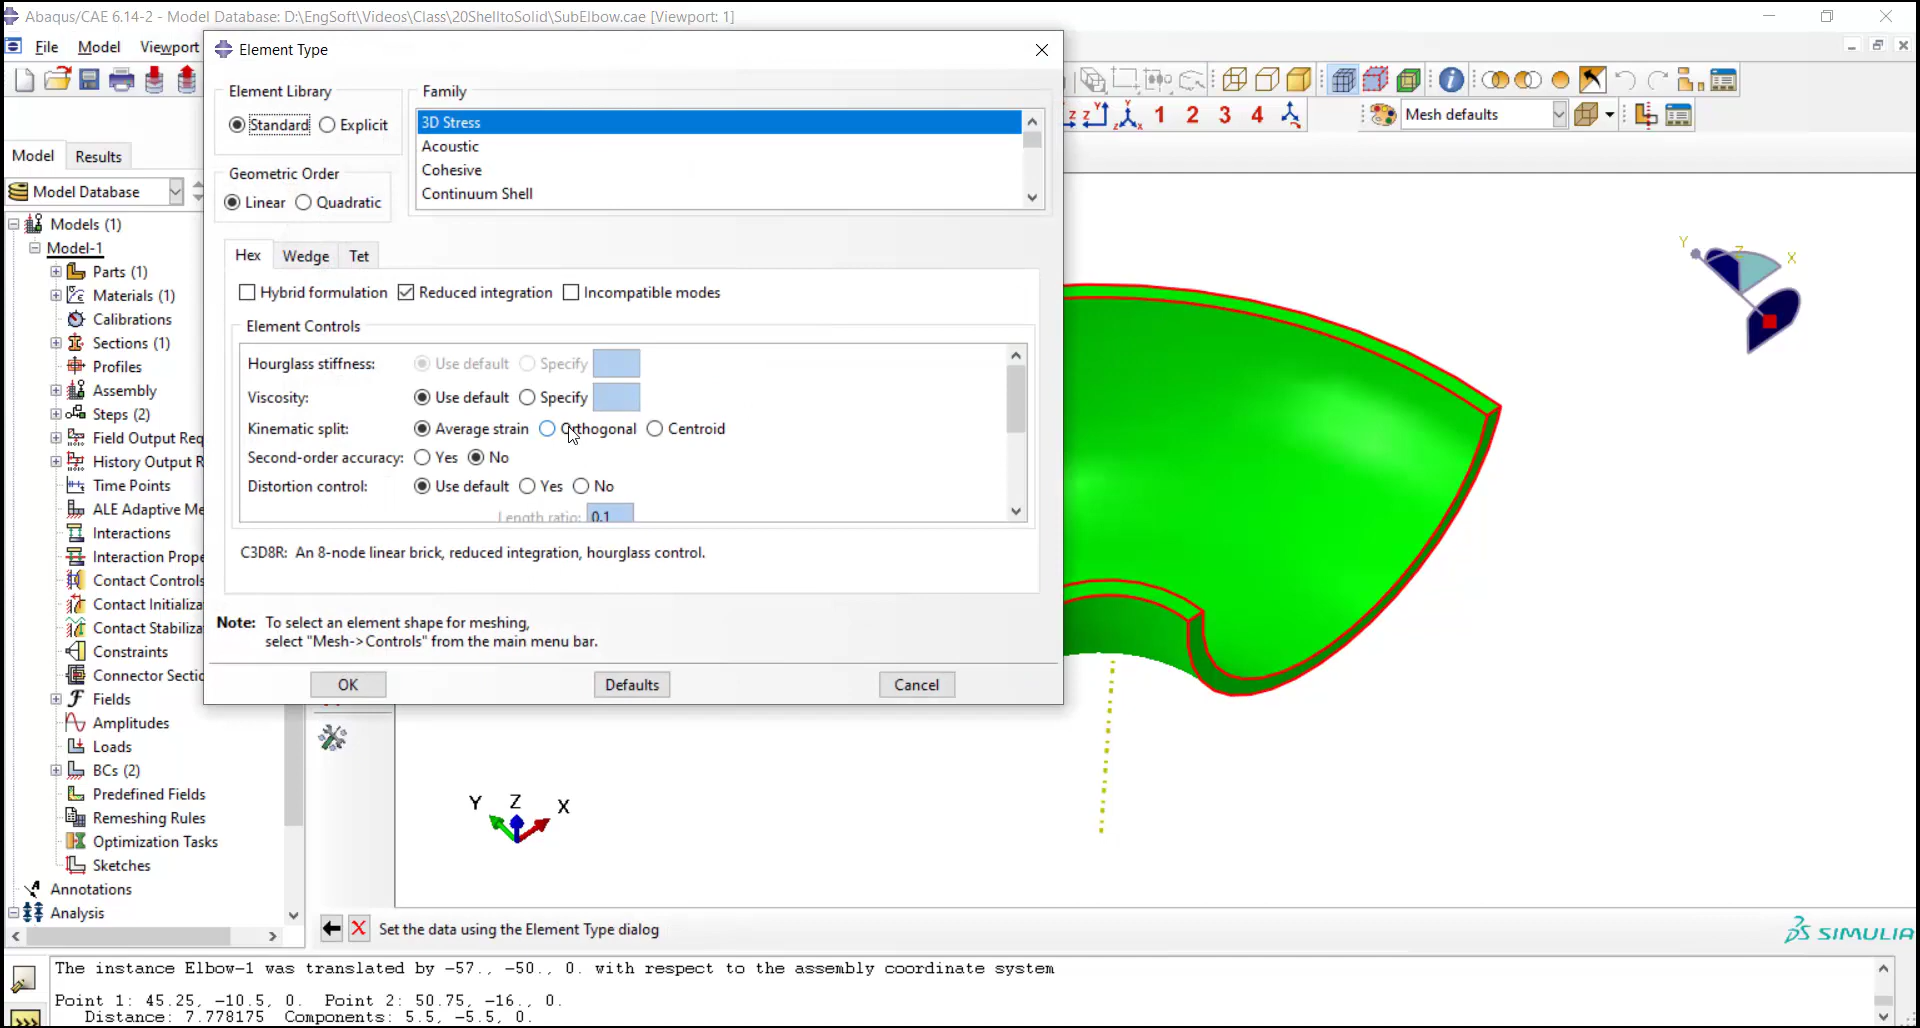 Abaqus/CAE 6.14-2 - Model Database: D:\EngSoft\Videos\Class\20ShelltoSolid\SubElbow.cae [Viewport: 1]
File Model Viewport
Element Type
Element Library
Standard Explicit
Geometric Order
Linear Quadratic
Family
3D Stress
Acoustic
Cohesive
Continuum Shell
Hex Wedge Tet
Hybrid formulation Reduced integration Incompatible modes
Element Controls
Hourglass stiffness: Use default Specify
Viscosity: Use default Specify
Kinematic split: Average strain Orthogonal Centroid
Second-order accuracy: Yes No
Distortion control: Use default Yes No
Length ratio: 0.1
C3D8R: An 8-node linear brick, reduced integration, hourglass control.
Note: To select an element shape for meshing,
select "Mesh->Controls" from the main menu bar.
OK Defaults Cancel
1 2 3 4
Mesh defaults
Model Results
Model Database
Models (1)
Model-1
Parts (1)
Materials (1)
Calibrations
Sections (1)
Profiles
Assembly
Steps (2)
Field Output Req
History Output R
Time Points
ALE Adaptive Me
Interactions
Interaction Prope
Contact Controls
Contact Initializa
Contact Stabiliza
Constraints
Connector Sectio
Fields
Amplitudes
Loads
BCs (2)
Predefined Fields
Remeshing Rules
Optimization Tasks
Sketches
Annotations
Analysis
Y Z X
Y Z X
Set the data using the Element Type dialog
SIMULIA
The instance Elbow-1 was translated by -57., -50., 0. with respect to the assembly coordinate system
Point 1: 45.25, -10.5, 0. Point 2: 50.75, -16., 0.
Distance: 7.778175 Components: 5.5, -5.5, 0.
>>>